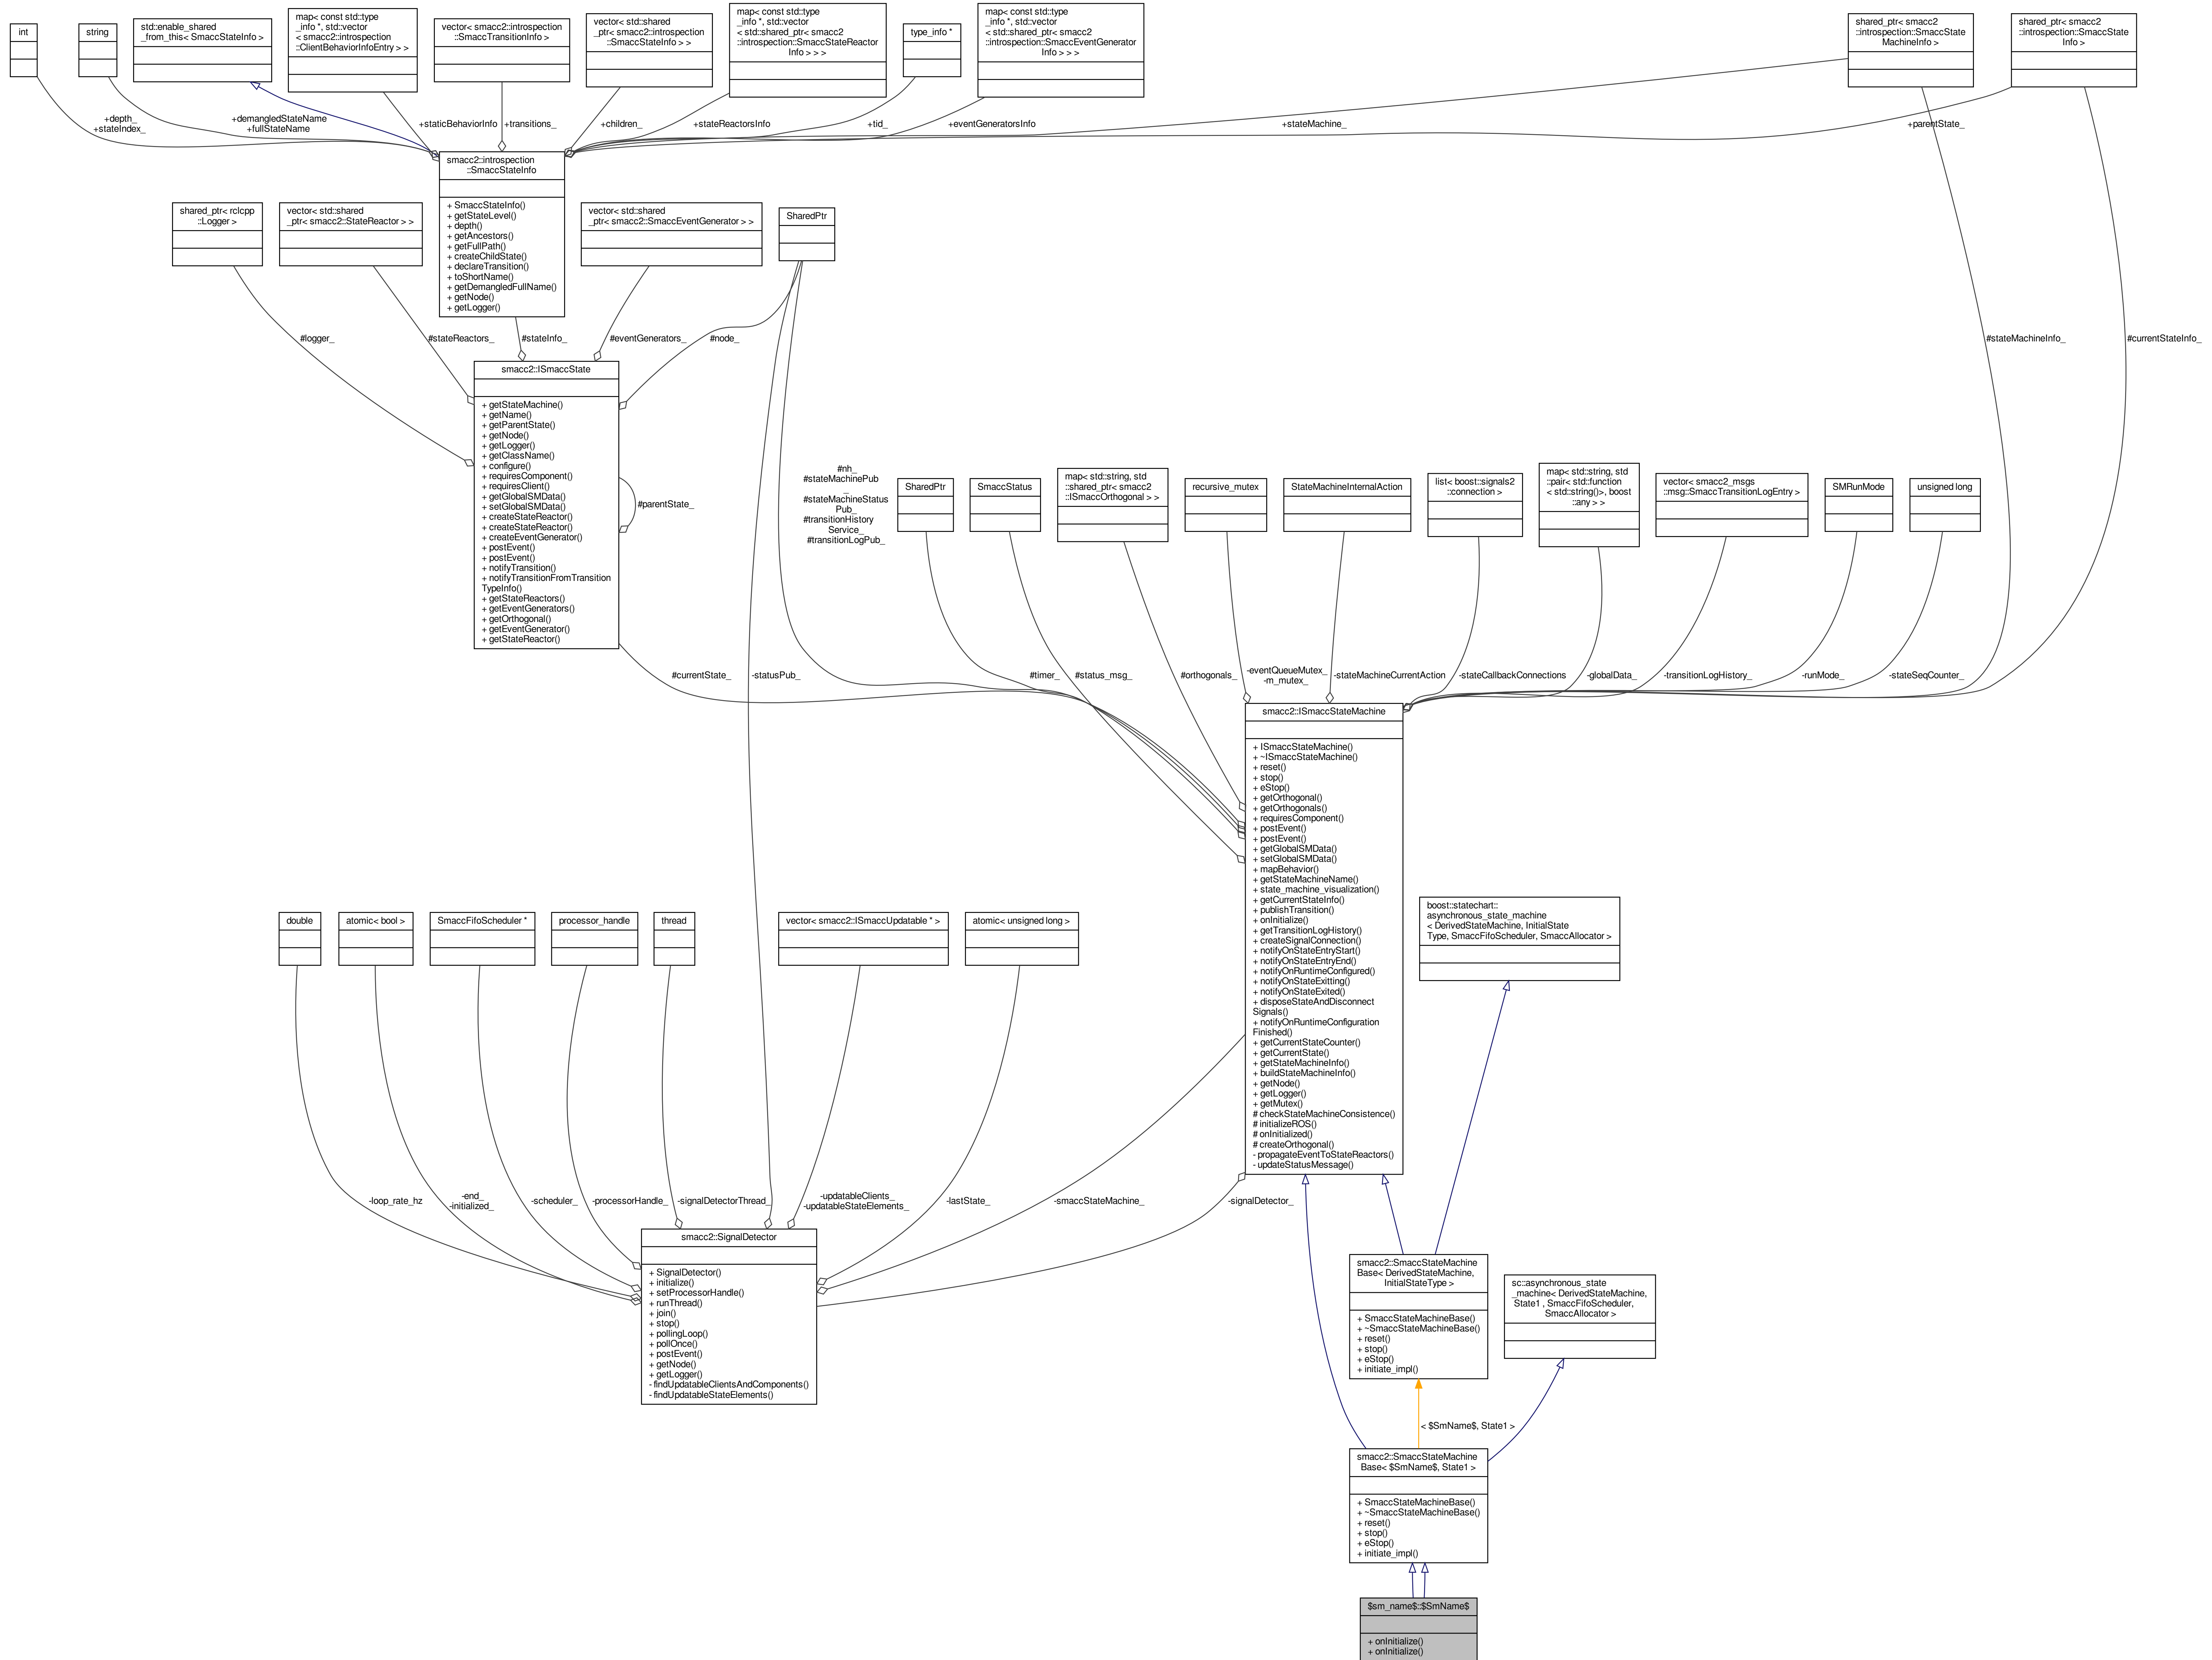 int
string
std::enable_shared
_from_this< SmaccStateInfo >
map< const std::type
_info *, std::vector
< smacc2::introspection
::ClientBehaviorInfoEntry > >
vector< smacc2::introspection
::SmaccTransitionInfo >
vector< std::shared
_ptr< smacc2::introspection
::SmaccStateInfo > >
map< const std::type
_info *, std::vector
< std::shared_ptr< smacc2
::introspection::SmaccStateReactor
Info > > >
type_info *
map< const std::type
_info *, std::vector
< std::shared_ptr< smacc2
::introspection::SmaccEventGenerator
Info > > >
shared_ptr< smacc2
::introspection::SmaccState
MachineInfo >
shared_ptr< smacc2
::introspection::SmaccState
Info >
+depth_
+stateIndex_
+demangledStateName
+fullStateName
+staticBehaviorInfo
+transitions_
+children_
+stateReactorsInfo
+tid_
+eventGeneratorsInfo
+stateMachine_
+parentState_
smacc2::introspection
::SmaccStateInfo
+ SmaccStateInfo()
+ getStateLevel()
+ depth()
+ getAncestors()
+ getFullPath()
+ createChildState()
+ declareTransition()
+ toShortName()
+ getDemangledFullName()
+ getNode()
+ getLogger()
shared_ptr< rclcpp
::Logger >
vector< std::shared
_ptr< smacc2::StateReactor > >
vector< std::shared
_ptr< smacc2::SmaccEventGenerator > >
SharedPtr
#logger_
#stateReactors_
#stateInfo_
#eventGenerators_
#node_
#stateMachineInfo_
#currentStateInfo_
smacc2::ISmaccState
+ getStateMachine()
+ getName()
+ getParentState()
+ getNode()
+ getLogger()
+ getClassName()
+ configure()
+ requiresComponent()
+ requiresClient()
+ getGlobalSMData()
+ setGlobalSMData()
+ createStateReactor()
+ createStateReactor()
+ createEventGenerator()
+ postEvent()
+ postEvent()
+ notifyTransition()
+ notifyTransitionFromTransition
TypeInfo()
+ getStateReactors()
+ getEventGenerators()
+ getOrthogonal()
+ getEventGenerator()
+ getStateReactor()
#parentState_
#nh_
#stateMachinePub
_
#stateMachineStatus
Pub_
#transitionHistory
Service_
#transitionLogPub_
SharedPtr
SmaccStatus
map< std::string, std
::shared_ptr< smacc2
::ISmaccOrthogonal > >
recursive_mutex
StateMachineInternalAction
list< boost::signals2
::connection >
map< std::string, std
::pair< std::function
< std::string()>, boost
::any > >
vector< smacc2_msgs
::msg::SmaccTransitionLogEntry >
SMRunMode
unsigned long
#currentState_
-statusPub_
#timer_
#status_msg_
#orthogonals_
-eventQueueMutex_
-m_mutex_
-stateMachineCurrentAction
-stateCallbackConnections
-globalData_
-transitionLogHistory_
-runMode_
-stateSeqCounter_
smacc2::ISmaccStateMachine
+ ISmaccStateMachine()
+ ~ISmaccStateMachine()
+ reset()
+ stop()
+ eStop()
+ getOrthogonal()
+ getOrthogonals()
+ requiresComponent()
+ postEvent()
+ postEvent()
+ getGlobalSMData()
+ setGlobalSMData()
+ mapBehavior()
+ getStateMachineName()
+ state_machine_visualization()
+ getCurrentStateInfo()
+ publishTransition()
+ onInitialize()
+ getTransitionLogHistory()
+ createSignalConnection()
+ notifyOnStateEntryStart()
+ notifyOnStateEntryEnd()
+ notifyOnRuntimeConfigured()
+ notifyOnStateExitting()
+ notifyOnStateExited()
+ disposeStateAndDisconnect
Signals()
+ notifyOnRuntimeConfiguration
Finished()
+ getCurrentStateCounter()
+ getCurrentState()
+ getStateMachineInfo()
+ buildStateMachineInfo()
+ getNode()
+ getLogger()
+ getMutex()
# checkStateMachineConsistence()
# initializeROS()
# onInitialized()
# createOrthogonal()
- propagateEventToStateReactors()
- updateStatusMessage()
double
atomic< bool >
SmaccFifoScheduler *
processor_handle
thread
vector< smacc2::ISmaccUpdatable * >
atomic< unsigned long >
boost::statechart::
asynchronous_state_machine
< DerivedStateMachine, InitialState
Type, SmaccFifoScheduler, SmaccAllocator >
-loop_rate_hz
-end_
-initialized_
-scheduler_
-processorHandle_
-signalDetectorThread_
-updatableClients_
-updatableStateElements_
-lastState_
-smaccStateMachine_
-signalDetector_
smacc2::SignalDetector
+ SignalDetector()
+ initialize()
+ setProcessorHandle()
+ runThread()
+ join()
+ stop()
+ pollingLoop()
+ pollOnce()
+ postEvent()
+ getNode()
+ getLogger()
- findUpdatableClientsAndComponents()
- findUpdatableStateElements()
smacc2::SmaccStateMachine
Base< DerivedStateMachine,
InitialStateType >
+ SmaccStateMachineBase()
+ ~SmaccStateMachineBase()
+ reset()
+ stop()
+ eStop()
+ initiate_impl()
sc::asynchronous_state
_machine< DerivedStateMachine,
State1 , SmaccFifoScheduler,
SmaccAllocator >
< $SmName$, State1 >
smacc2::SmaccStateMachine
Base< $SmName$, State1 >
+ SmaccStateMachineBase()
+ ~SmaccStateMachineBase()
+ reset()
+ stop()
+ eStop()
+ initiate_impl()
$sm_name$::$SmName$
+ onInitialize()
+ onInitialize()